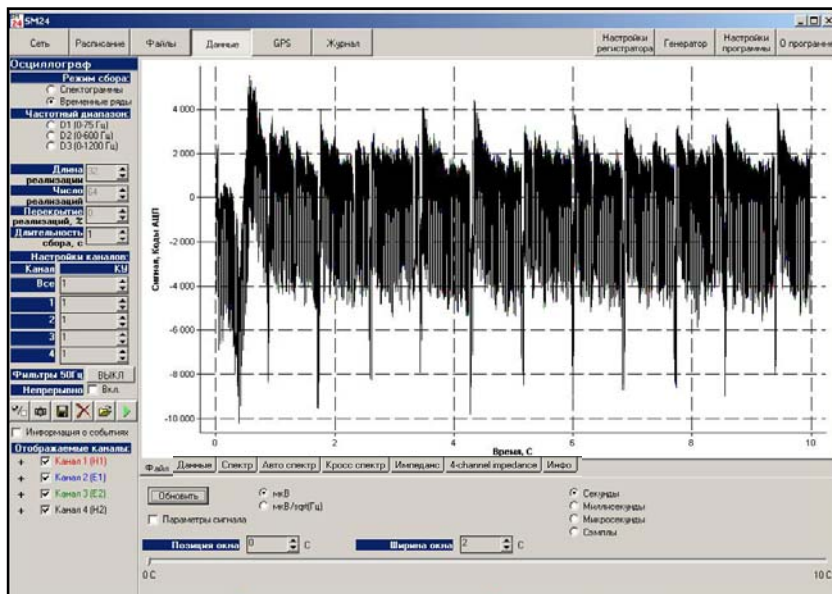 SM24
Сеть Расписание Файлы Данные GPS Журнал Настройки регистратора Генератор Настройки программы О программе
Осциллограф
Режим сбора:
Спектрограммы
Временные ряды
Частотный диапазон:
D1 (0-75 Гц)
D2 (0-600 Гц)
D3 (0-1200 Гц)
Длина реализации 32
Число реализаций 64
Перекрытие реализаций, % 0
Длительность сбора, с 1
Настройки каналов:
Канал КУ
Все 1
1 1
2 1
3 1
4 1
Фильтры 50Гц ВЫКЛ
Непрерывно Вкл.
Информация о событиях
Отображаемые каналы:
+ Канал 1 (H1)
+ Канал 2 (E1)
+ Канал 3 (E2)
+ Канал 4 (H2)
Сигнал, Коды АЦП
4 000
2 000
0
-2 000
-4 000
-6 000
-8 000
-10 000
0 2 4 6 8 10
Время, С
Файл Данные Спектр Авто спектр Кросс спектр Импеданс 4-channel impedance Инфо
Обновить
Параметры сигнала
мкВ
мкВ/sqrt(Гц)
Секунды
Миллисекунды
Микросекунды
Сэмплы
Позиция окна 0 С Ширина окна 2 С
0 С 10 С